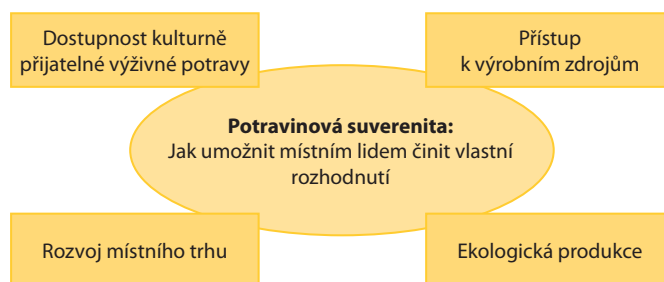 Dostupnost kulturně
přijatelné výživné potravy
Přístup
k výrobním zdrojům
Potravinová suverenita:
Jak umožnit místním lidem činit vlastní
rozhodnutí
Rozvoj místního trhu
Ekologická produkce